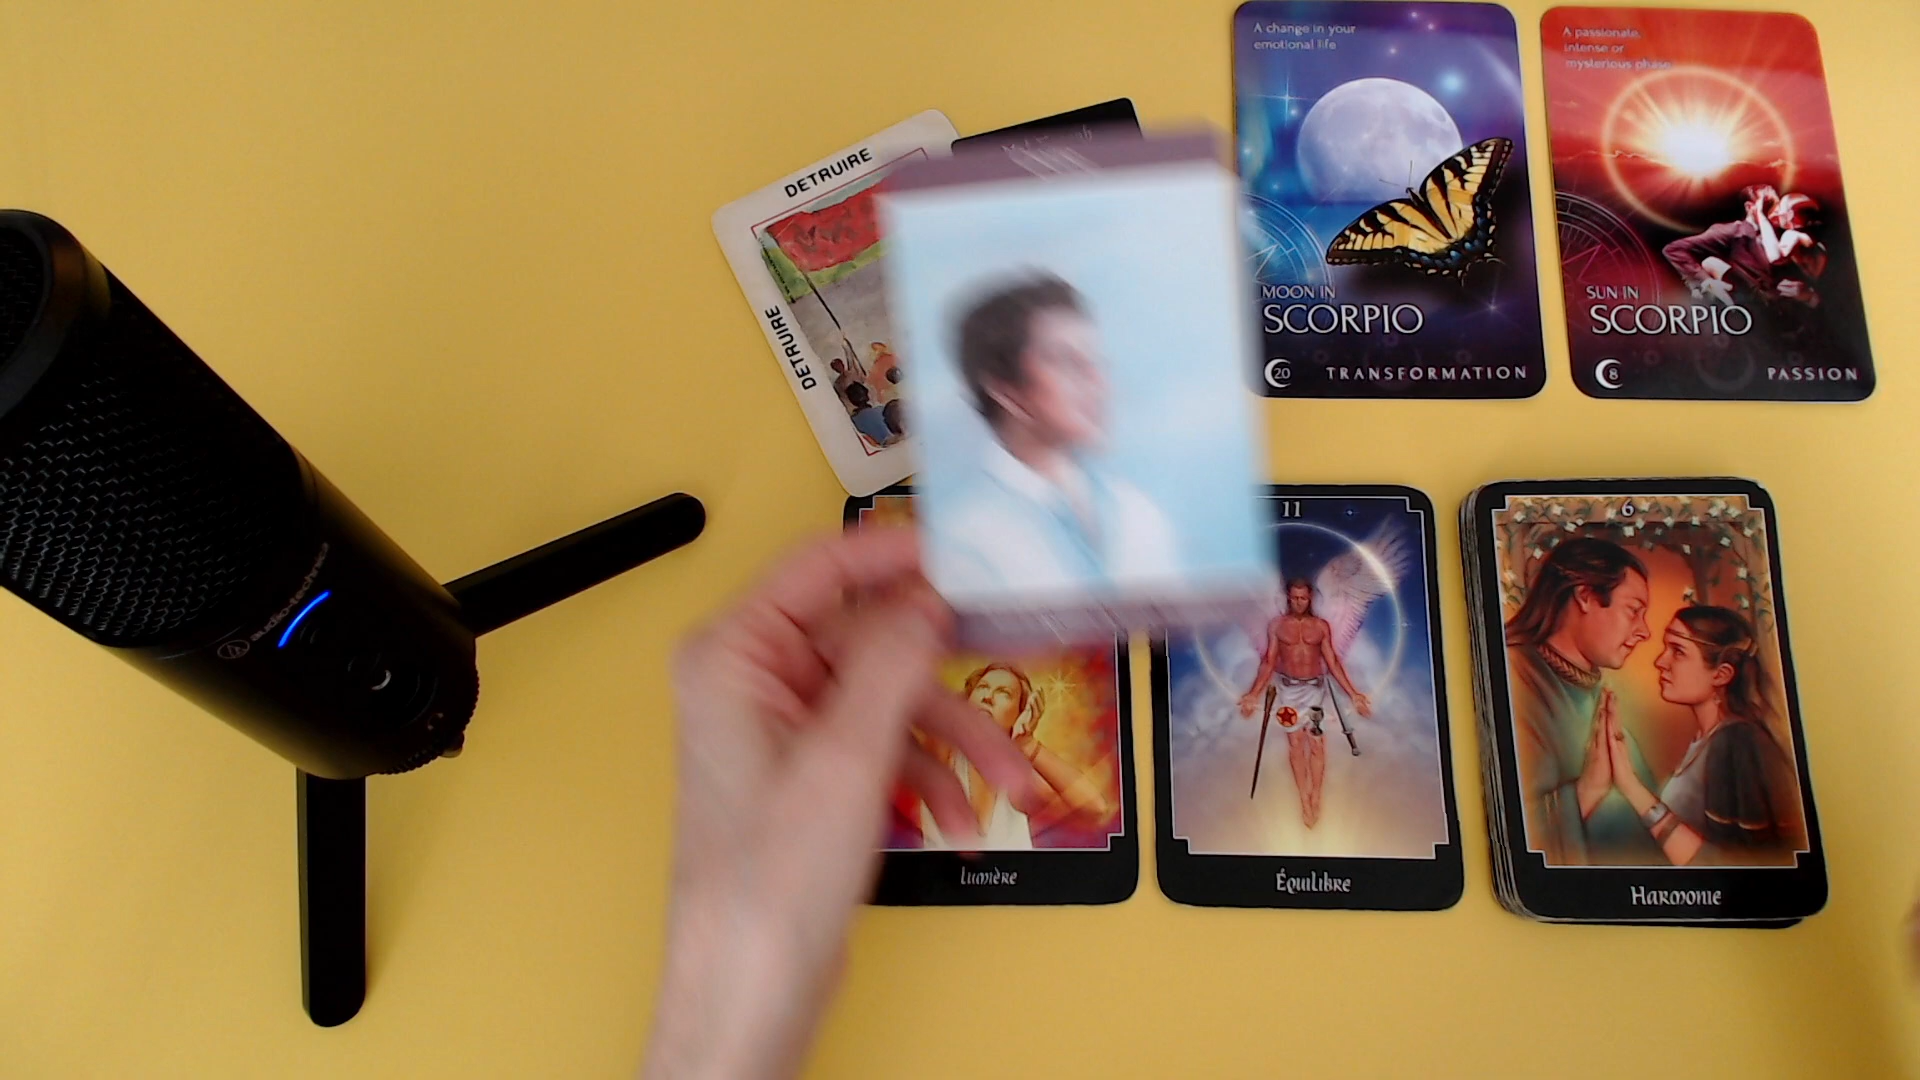 A change in your
emotional life
MOON IN
SCORPIO
20
TRANSFORMATION
A passionate,
intense or
mysterious phase
SUN IN
SCORPIO
8
PASSION
DETRUIRE
DETRUIRE
audio-technica
Lumière
11
Équilibre
6
Harmonie